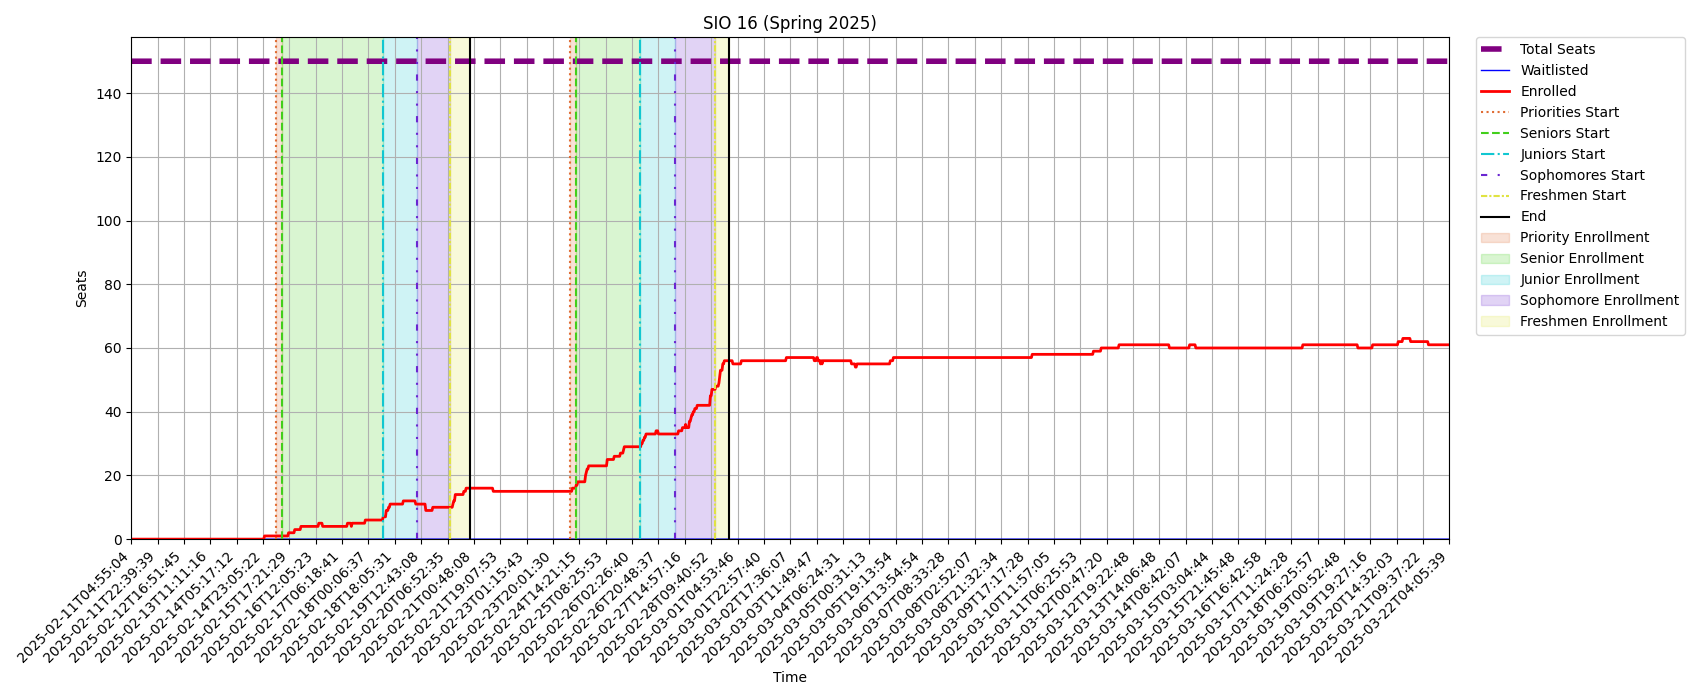 SIO 16 (Spring 2025)
Seats
140
120
100
80
60
40
20
0
2025-02-11T04:55:04
2025-02-11T22:39:39
2025-02-12T16:51:45
2025-02-13T11:11:16
2025-02-14T05:17:12
2025-02-14T23:05:22
2025-02-15T17:21:29
2025-02-16T12:05:23
2025-02-17T06:18:41
2025-02-18T00:06:37
2025-02-18T18:05:31
2025-02-19T12:43:08
2025-02-20T06:52:35
2025-02-21T00:48:08
2025-02-21T19:07:53
2025-02-23T01:15:43
2025-02-23T20:01:30
2025-02-24T14:21:15
2025-02-25T08:25:53
2025-02-26T02:26:40
2025-02-26T20:48:37
2025-02-27T14:57:16
2025-02-28T09:40:52
2025-03-01T04:53:46
2025-03-01T22:57:40
2025-03-02T17:36:07
2025-03-03T11:49:47
2025-03-04T06:24:31
2025-03-05T00:31:13
2025-03-05T19:13:54
2025-03-06T13:54:54
2025-03-07T08:33:28
2025-03-08T02:52:07
2025-03-08T21:32:34
2025-03-09T17:17:28
2025-03-10T11:57:05
2025-03-11T06:25:53
2025-03-12T00:47:20
2025-03-12T19:22:48
2025-03-13T14:06:48
2025-03-14T08:42:07
2025-03-15T03:04:44
2025-03-15T21:45:48
2025-03-16T16:42:58
2025-03-17T11:24:28
2025-03-18T06:25:57
2025-03-19T00:52:48
2025-03-19T19:27:16
2025-03-20T14:32:03
2025-03-21T09:37:22
2025-03-22T04:05:39
Time
Total Seats
Waitlisted
Enrolled
Priorities Start
Seniors Start
Juniors Start
Sophomores Start
Freshmen Start
End
Priority Enrollment
Senior Enrollment
Junior Enrollment
Sophomore Enrollment
Freshmen Enrollment